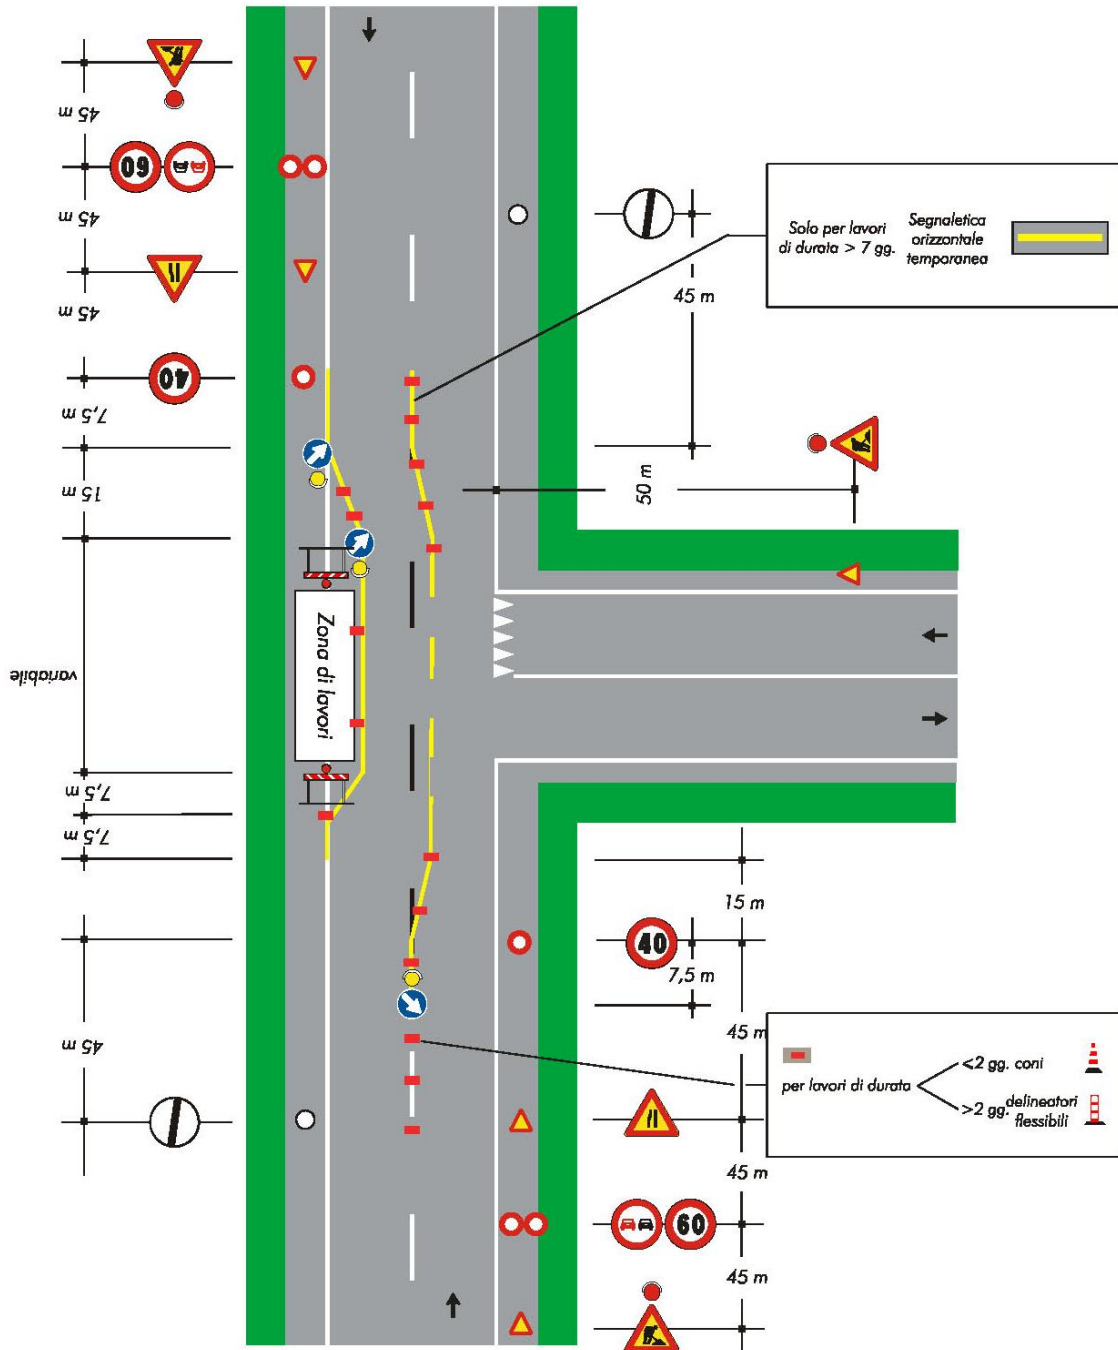 45 m
60
45 m
45 m
40
7,5 m
15 m
variabile
7,5 m
7,5 m
45 m
Zona di lavori
Solo per lavori
di durata > 7 gg.
Segnaletica
orizzontale
temporanea
45 m
50 m
15 m
40
7,5 m
45 m
per lavori di durata
<2 gg. coni
>2 gg. delineatori
flessibili
45 m
60
45 m